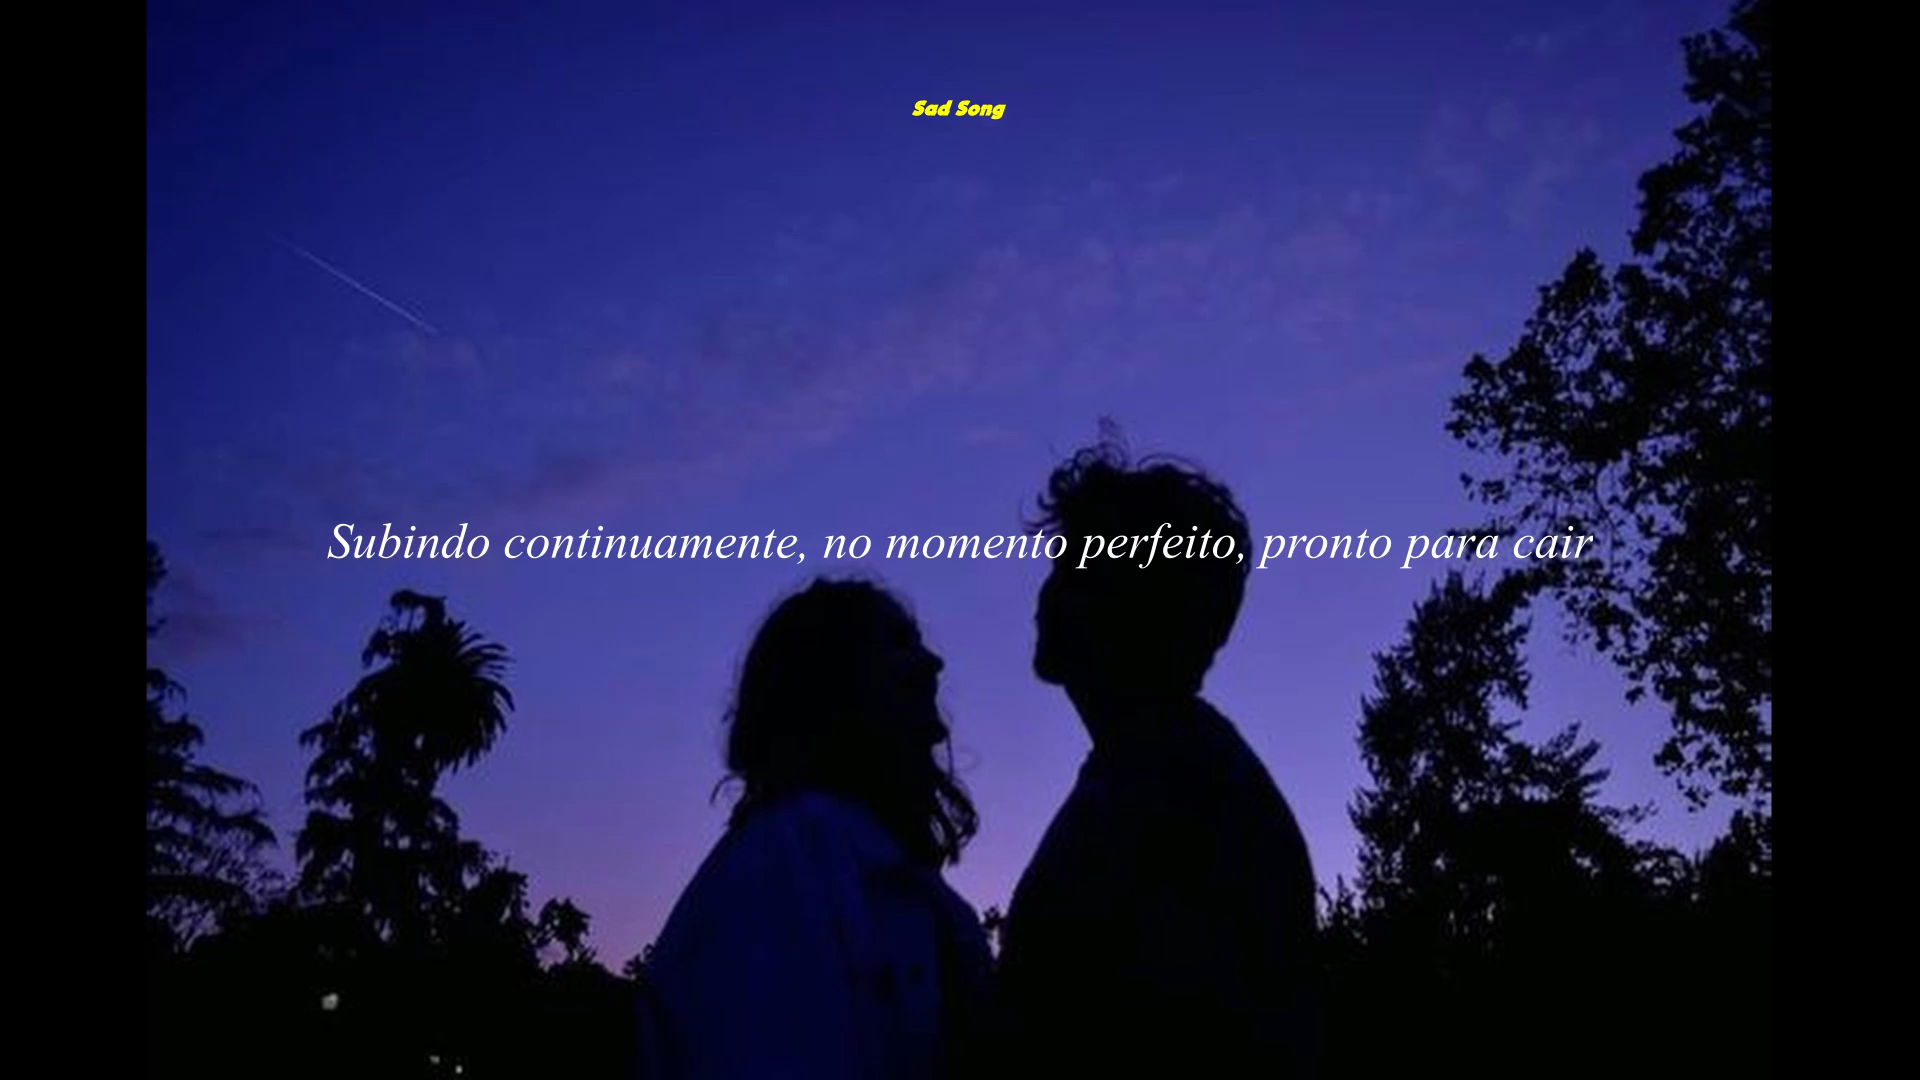 Sad Song
Subindo continuamente, no momento perfeito, pronto para cair